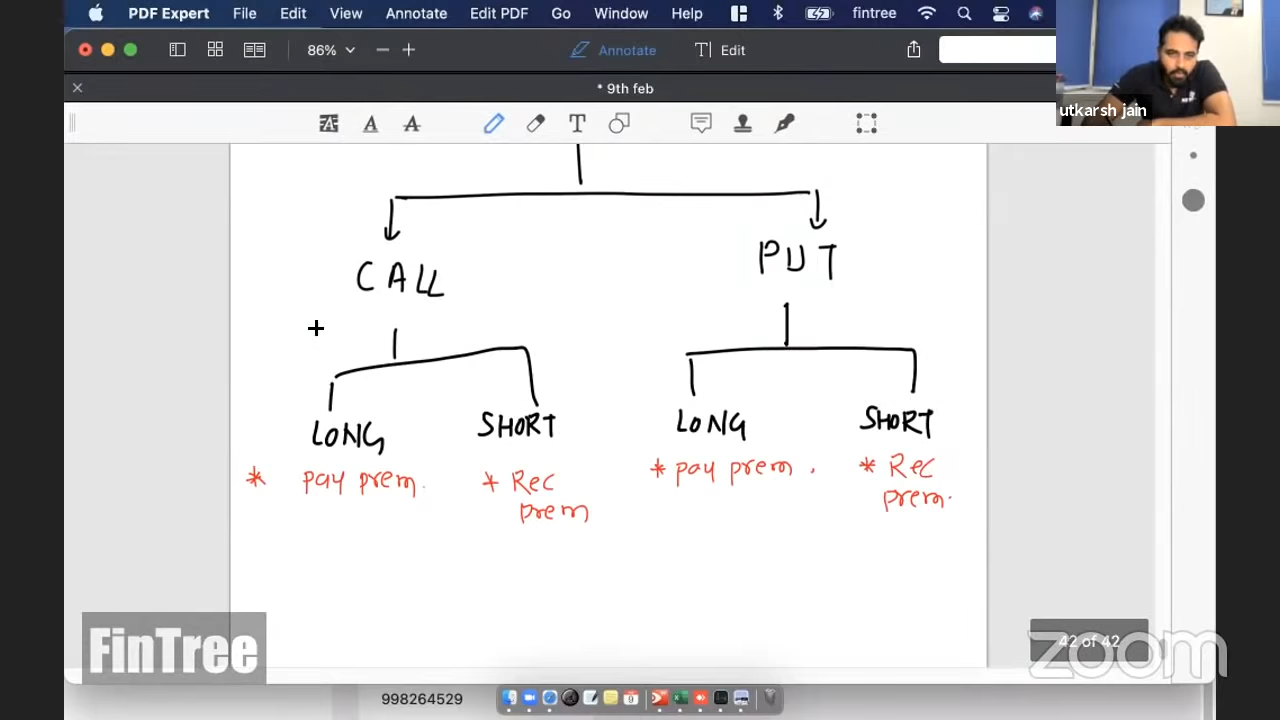 PDF Expert File Edit View Annotate Edit PDF Go Window Help fintree
86% Annotate T Edit
* 9th feb
utkarsh jain
CALL PUT
LONG SHORT LONG SHORT
* pay prem. * Rec prem * pay prem. * Rec prem.
FinTree
42 of 42
zoom
998264529